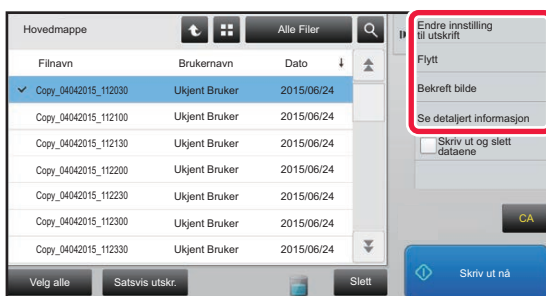 Hovedmappe
Alle Filer
Filnavn Brukernavn Dato
Copy_04042015_112030 Ukjent Bruker 2015/06/24
Copy_04042015_112100 Ukjent Bruker 2015/06/24
Copy_04042015_112130 Ukjent Bruker 2015/06/24
Copy_04042015_112200 Ukjent Bruker 2015/06/24
Copy_04042015_112230 Ukjent Bruker 2015/06/24
Copy_04042015_112300 Ukjent Bruker 2015/06/24
Copy_04042015_112330 Ukjent Bruker 2015/06/24
Velg alle
Satsvis utskr.
Slett
Endre innstilling
til utskrift
Flytt
Bekreft bilde
Se detaljert informasjon
Skriv ut og slett
dataene
CA
Skriv ut nå